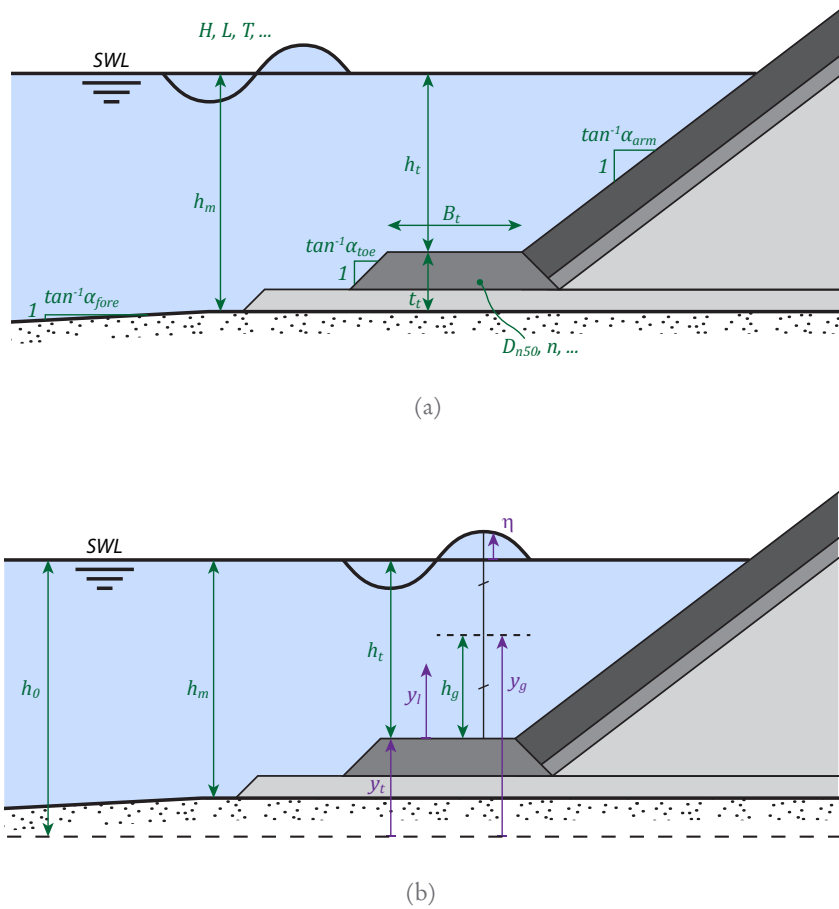 H, L, T, ...
SWL
tan⁻¹α_arm
1
h_t
h_m
B_t
tan⁻¹α_toe
1
tan⁻¹α_fore
1
t_t
D_n50, n, ...
(a)
η
SWL
h_t
h_0
h_m
y_l
h_g
y_g
y_t
(b)